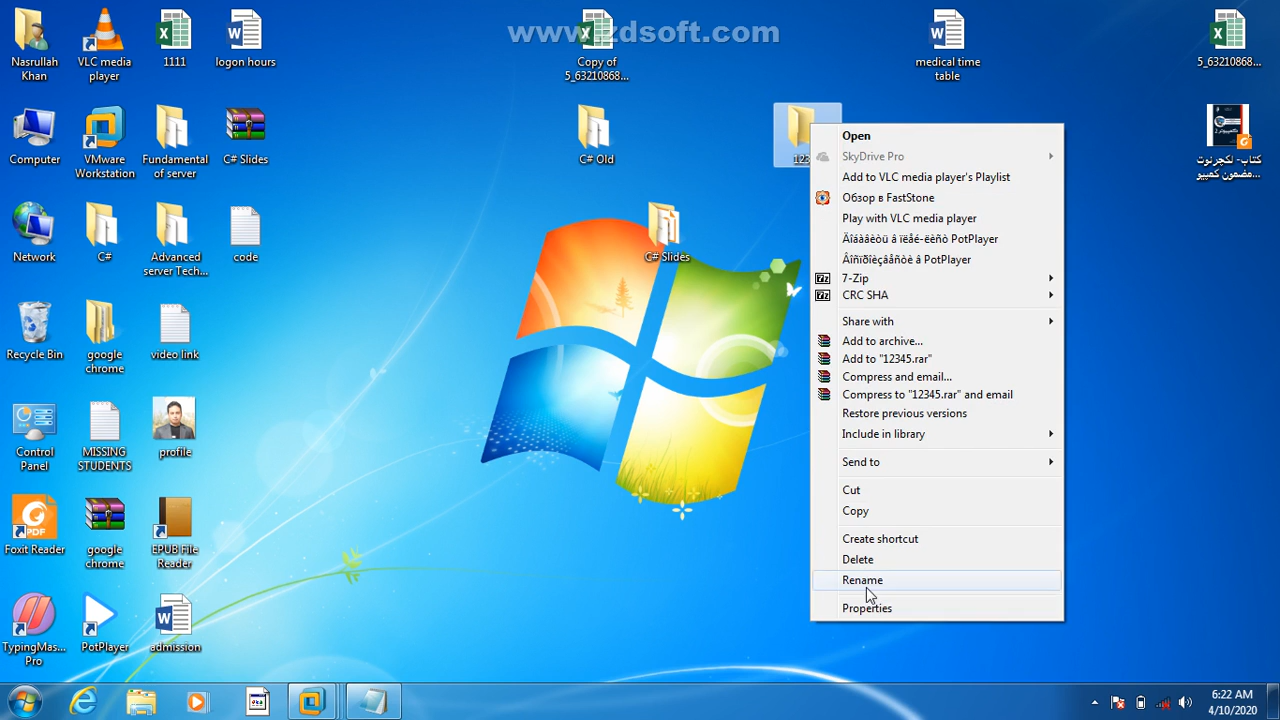 www.zdsoft.com
Nasrullah
Khan
VLC media
player
1111
logon hours
Copy of
5_63210868...
medical time
table
5_63210868...
Computer
VMware
Workstation
Fundamental
of server
C# Slides
C# Old
123
كتاب- لكچرنوت
...مضمون كمپيو
Network
C#
Advanced
server Tech...
code
C# Slides
Recycle Bin
google
chrome
video link
Control
Panel
MISSING
STUDENTS
profile
Foxit Reader
google
chrome
EPUB File
Reader
TypingMas...
Pro
PotPlayer
admission
Open
SkyDrive Pro
Add to VLC media player's Playlist
Обзор в FastStone
Play with VLC media player
Äîáàâèòü â ïëåé-ëèñò PotPlayer
Âîñïðîèçâåñòè â PotPlayer
7-Zip
CRC SHA
Share with
Add to archive...
Add to "12345.rar"
Compress and email...
Compress to "12345.rar" and email
Restore previous versions
Include in library
Send to
Cut
Copy
Create shortcut
Delete
Rename
Properties
6:22 AM
4/10/2020